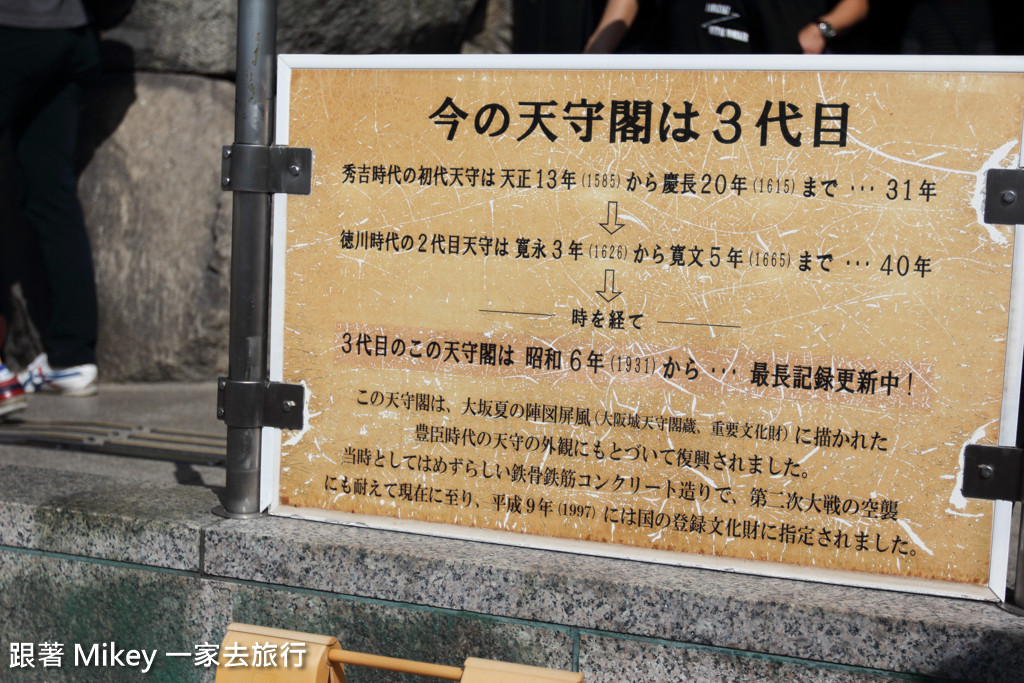 今の天守閣は３代目
秀吉時代の初代天守は 天正13年(1585)から慶長20年(1615)まで … 31年
徳川時代の２代目天守は 寛永３年(1626)から寛文５年(1665)まで … 40年
時を経て
３代目のこの天守閣は 昭和６年(1931)から … 最長記録更新中！
この天守閣は、大坂夏の陣図屏風(大阪城天守閣蔵、重要文化財)に描かれた
豊臣時代の天守の外観にもとづいて復興されました。
当時としてはめずらしい鉄骨鉄筋コンクリート造りで、第二次大戦の空襲
にも耐えて現在に至り、平成９年(1997)には国の登録文化財に指定されました。
跟著 Mikey 一家去旅行